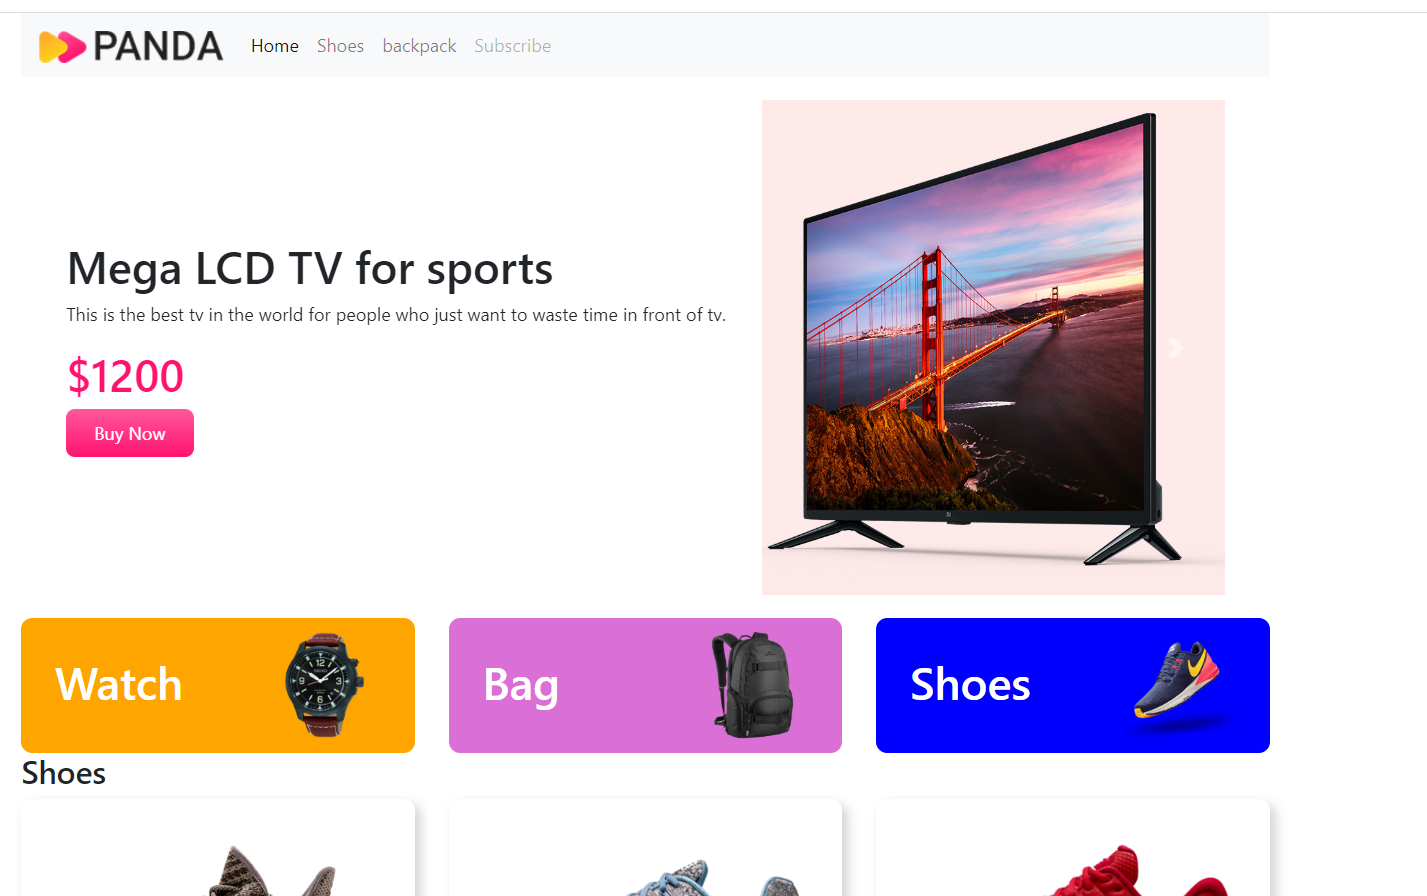 PANDA Home Shoes backpack Subscribe
Mega LCD TV for sports
This is the best tv in the world for people who just want to waste time in front of tv.
$1200
Buy Now
Watch
Bag
Shoes
Shoes